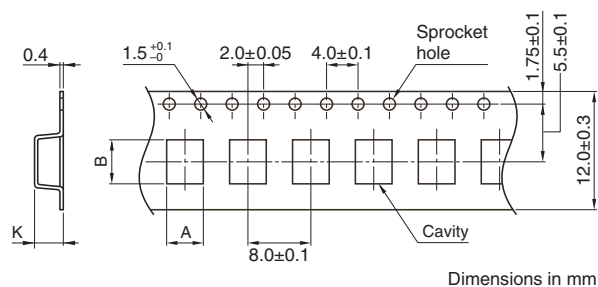 Sprocket
hole
0.4
1.5 +0.1 −0
2.0±0.05
4.0±0.1
1.75±0.1
5.5±0.1
12.0±0.3
B
K
A
8.0±0.1
Cavity
Dimensions in mm